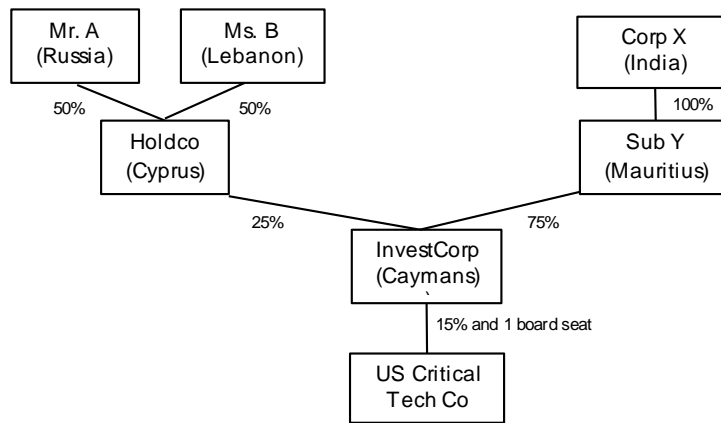 Mr. A
(Russia)
Ms. B
(Lebanon)
Corp X
(India)
50%
50%
100%
Holdco
(Cyprus)
Sub Y
(Mauritius)
25%
75%
InvestCorp
(Caymans)
`
15% and 1 board seat
US Critical
Tech Co